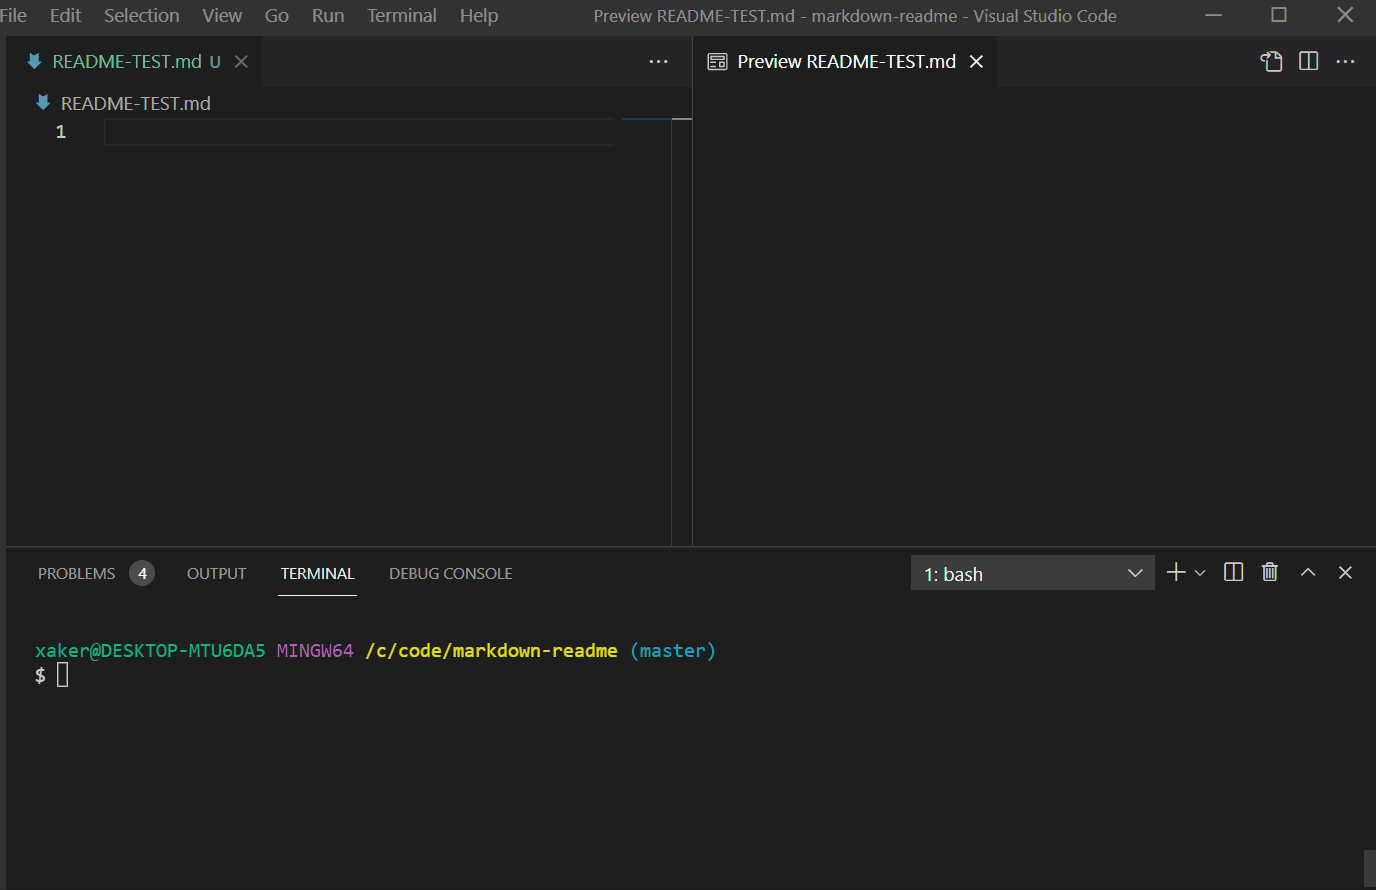 File Edit Selection View Go Run Terminal Help Preview README-TEST.md - markdown-readme - Visual Studio Code
README-TEST.md U
Preview README-TEST.md
README-TEST.md
1
PROBLEMS 4 OUTPUT TERMINAL DEBUG CONSOLE 1: bash
xaker@DESKTOP-MTU6DA5 MINGW64 /c/code/markdown-readme (master)
$